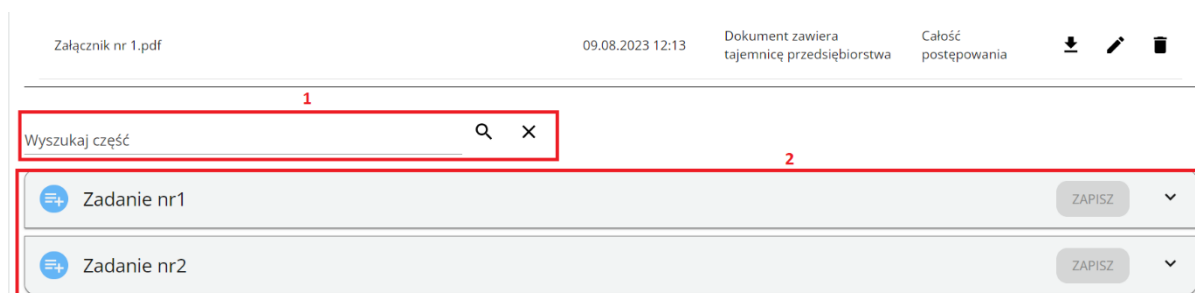 Załącznik nr 1.pdf 09.08.2023 12:13 Dokument zawiera tajemnicę przedsiębiorstwa Całość postępowania
1
Wyszukaj część
2
Zadanie nr1 ZAPISZ
Zadanie nr2 ZAPISZ